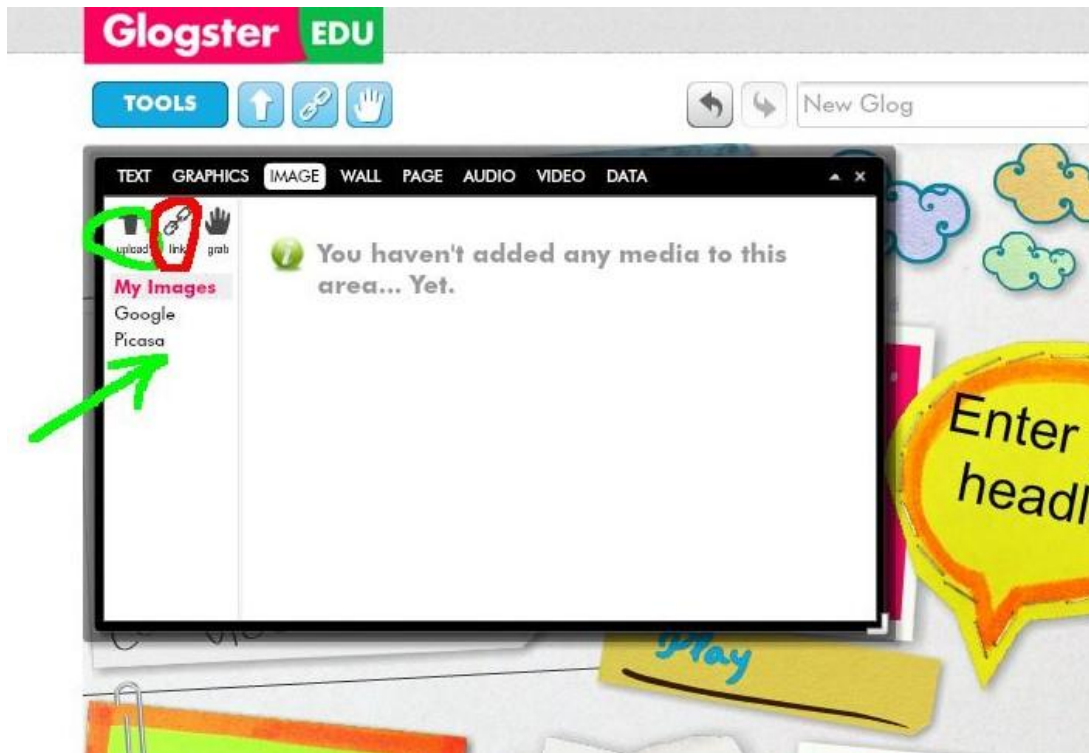 Glogster EDU
TOOLS
New Glog
TEXT GRAPHICS IMAGE WALL PAGE AUDIO VIDEO DATA
upload link grab
You haven't added any media to this
area... Yet.
My Images
Google
Picasa
Enter
headl
Play